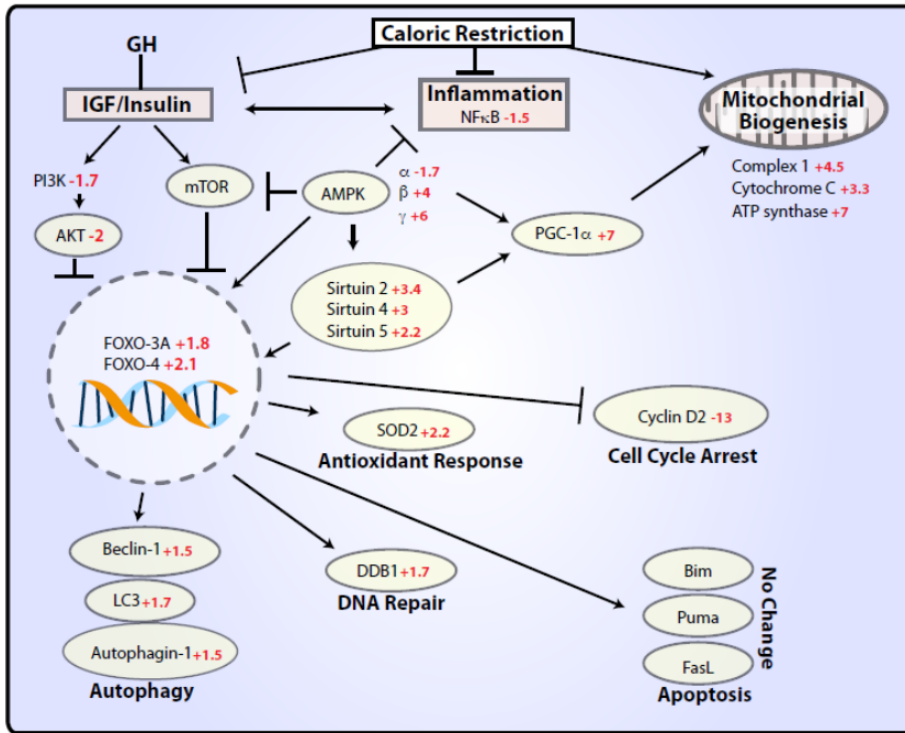 Caloric Restriction
GH
IGF/Insulin
Inflammation
NFκB -1.5
Mitochondrial
Biogenesis
Complex 1 +4.5
Cytochrome C +3.3
ATP synthase +7
PI3K -1.7
mTOR
AMPK
α -1.7
β +4
γ +6
AKT -2
PGC-1α +7
Sirtuin 2 +3.4
Sirtuin 4 +3
Sirtuin 5 +2.2
FOXO-3A +1.8
FOXO-4 +2.1
SOD2 +2.2
Antioxidant Response
Cyclin D2 -13
Cell Cycle Arrest
Beclin-1 +1.5
LC3 +1.7
Autophagin-1 +1.5
Autophagy
DDB1 +1.7
DNA Repair
Bim
Puma
FasL
No Change
Apoptosis